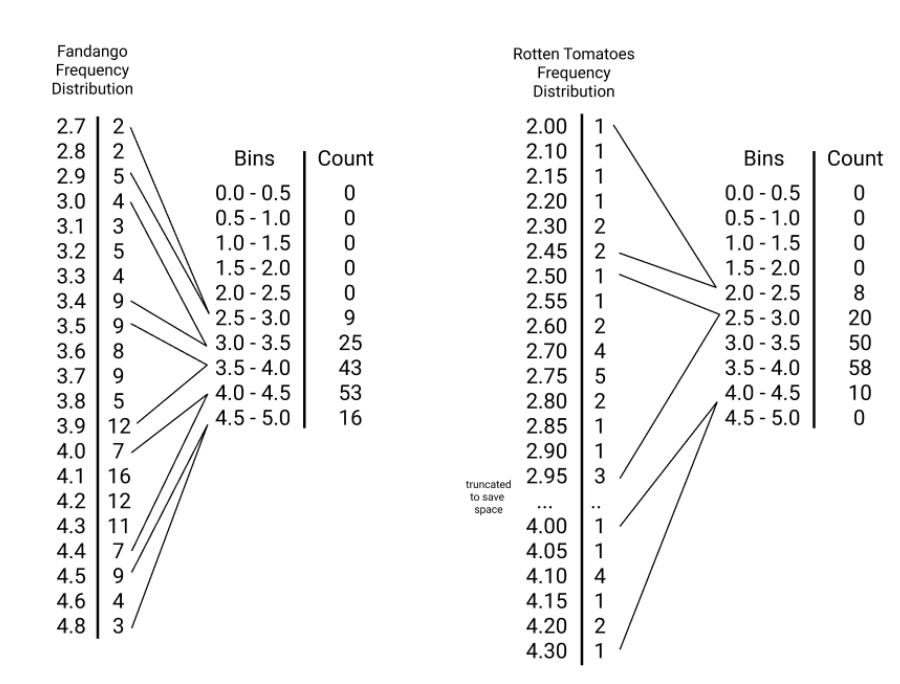 Fandango
Frequency
Distribution
2.7 2
2.8 2
2.9 5
3.0 4
3.1 3
3.2 5
3.3 4
3.4 9
3.5 9
3.6 8
3.7 9
3.8 5
3.9 12
4.0 7
4.1 16
4.2 12
4.3 11
4.4 7
4.5 9
4.6 4
4.8 3
Bins Count
0.0 - 0.5 0
0.5 - 1.0 0
1.0 - 1.5 0
1.5 - 2.0 0
2.0 - 2.5 0
2.5 - 3.0 9
3.0 - 3.5 25
3.5 - 4.0 43
4.0 - 4.5 53
4.5 - 5.0 16
Rotten Tomatoes
Frequency
Distribution
2.00 1
2.10 1
2.15 1
2.20 1
2.30 2
2.45 2
2.50 1
2.55 1
2.60 2
2.70 4
2.75 5
2.80 2
2.85 1
2.90 1
2.95 3
truncated
to save
space
... ..
4.00 1
4.05 1
4.10 4
4.15 1
4.20 2
4.30 1
Bins Count
0.0 - 0.5 0
0.5 - 1.0 0
1.0 - 1.5 0
1.5 - 2.0 0
2.0 - 2.5 8
2.5 - 3.0 20
3.0 - 3.5 50
3.5 - 4.0 58
4.0 - 4.5 10
4.5 - 5.0 0